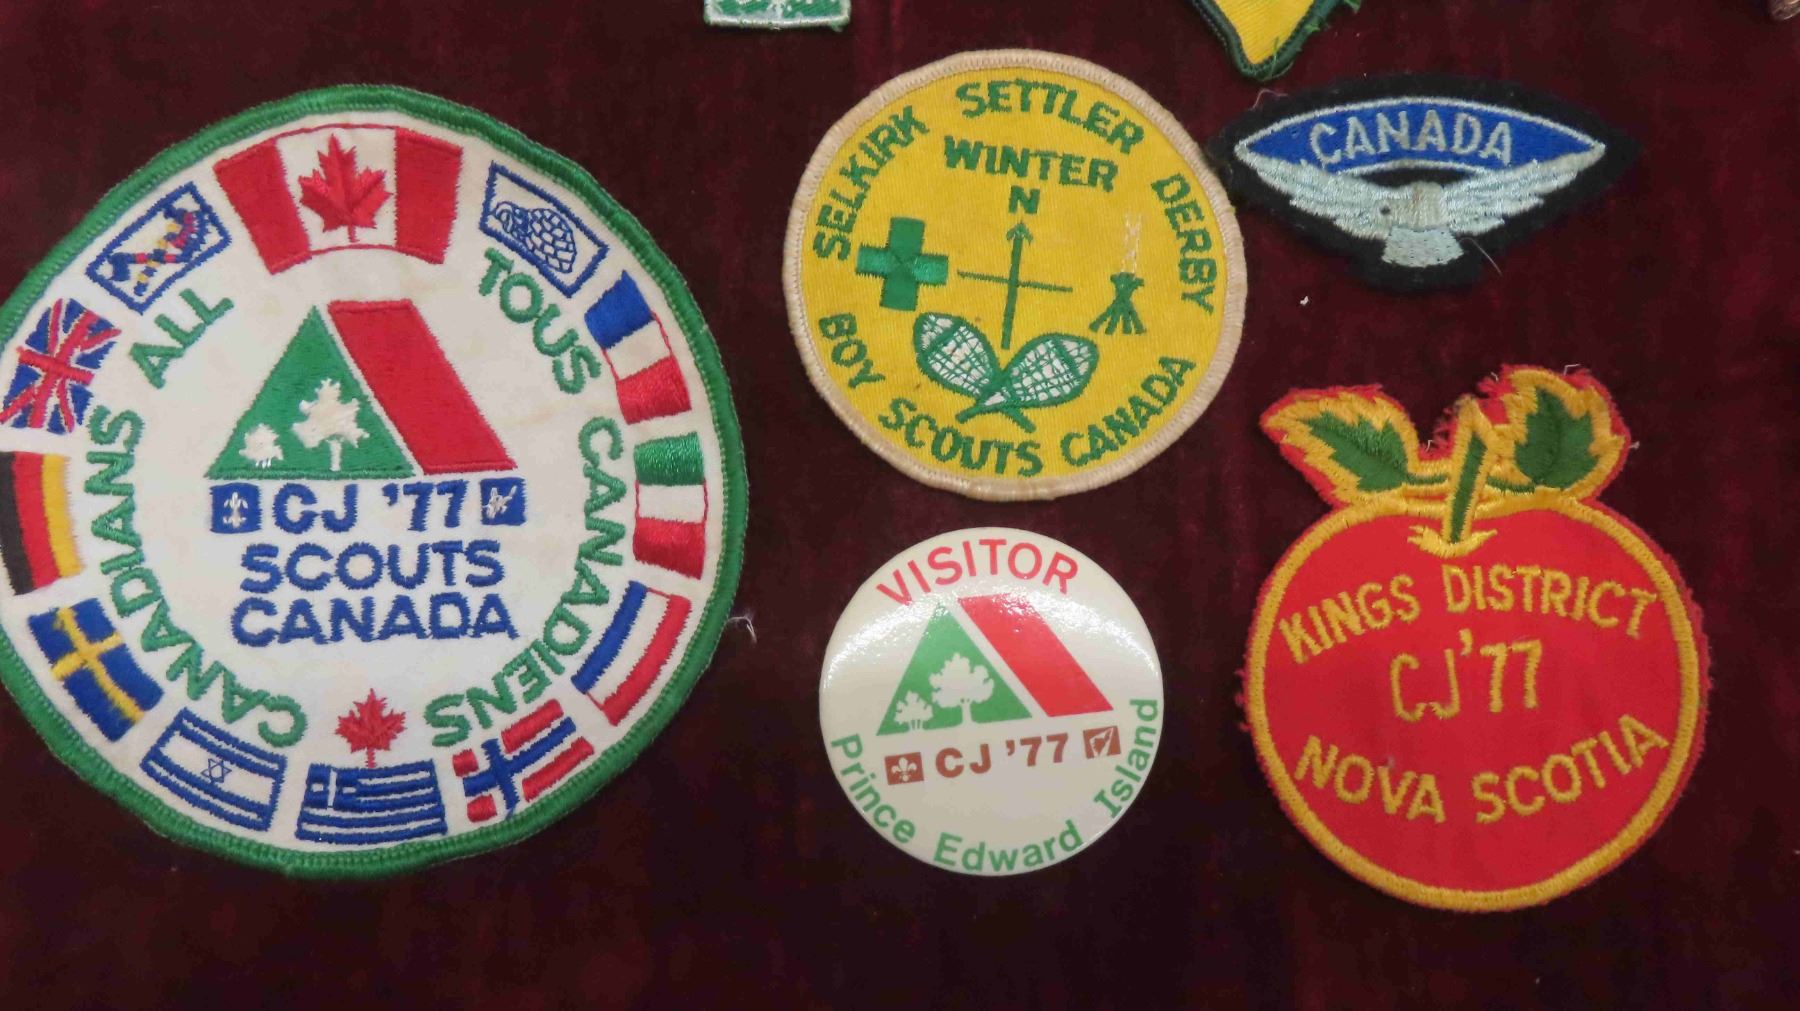 CANADIANS ALL
TOUS CANADIENS
CJ '77
SCOUTS
CANADA
SELKIRK SETTLER DERBY
WINTER
N
BOY SCOUTS CANADA
CANADA
VISITOR
CJ '77
Prince Edward Island
KINGS DISTRICT
CJ'77
NOVA SCOTIA